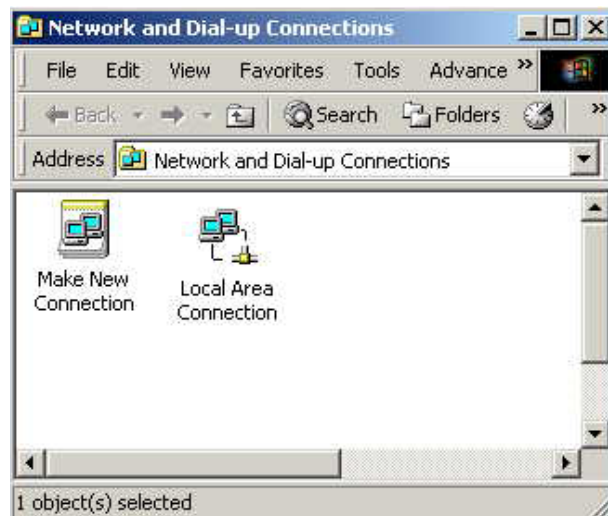 Network and Dial-up Connections
File Edit View Favorites Tools Advance »
Back Search Folders »
Address Network and Dial-up Connections
Make New
Connection
Local Area
Connection
1 object(s) selected